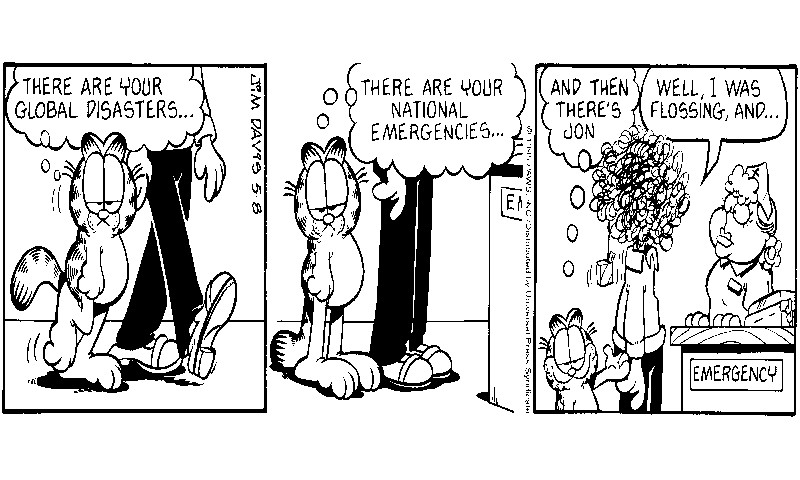 THERE ARE YOUR
GLOBAL DISASTERS...
JIM DAVIS 5 8
THERE ARE YOUR
NATIONAL
EMERGENCIES...
EM
AND THEN
THERE'S
JON
WELL, I WAS
FLOSSING, AND...
EMERGENCY